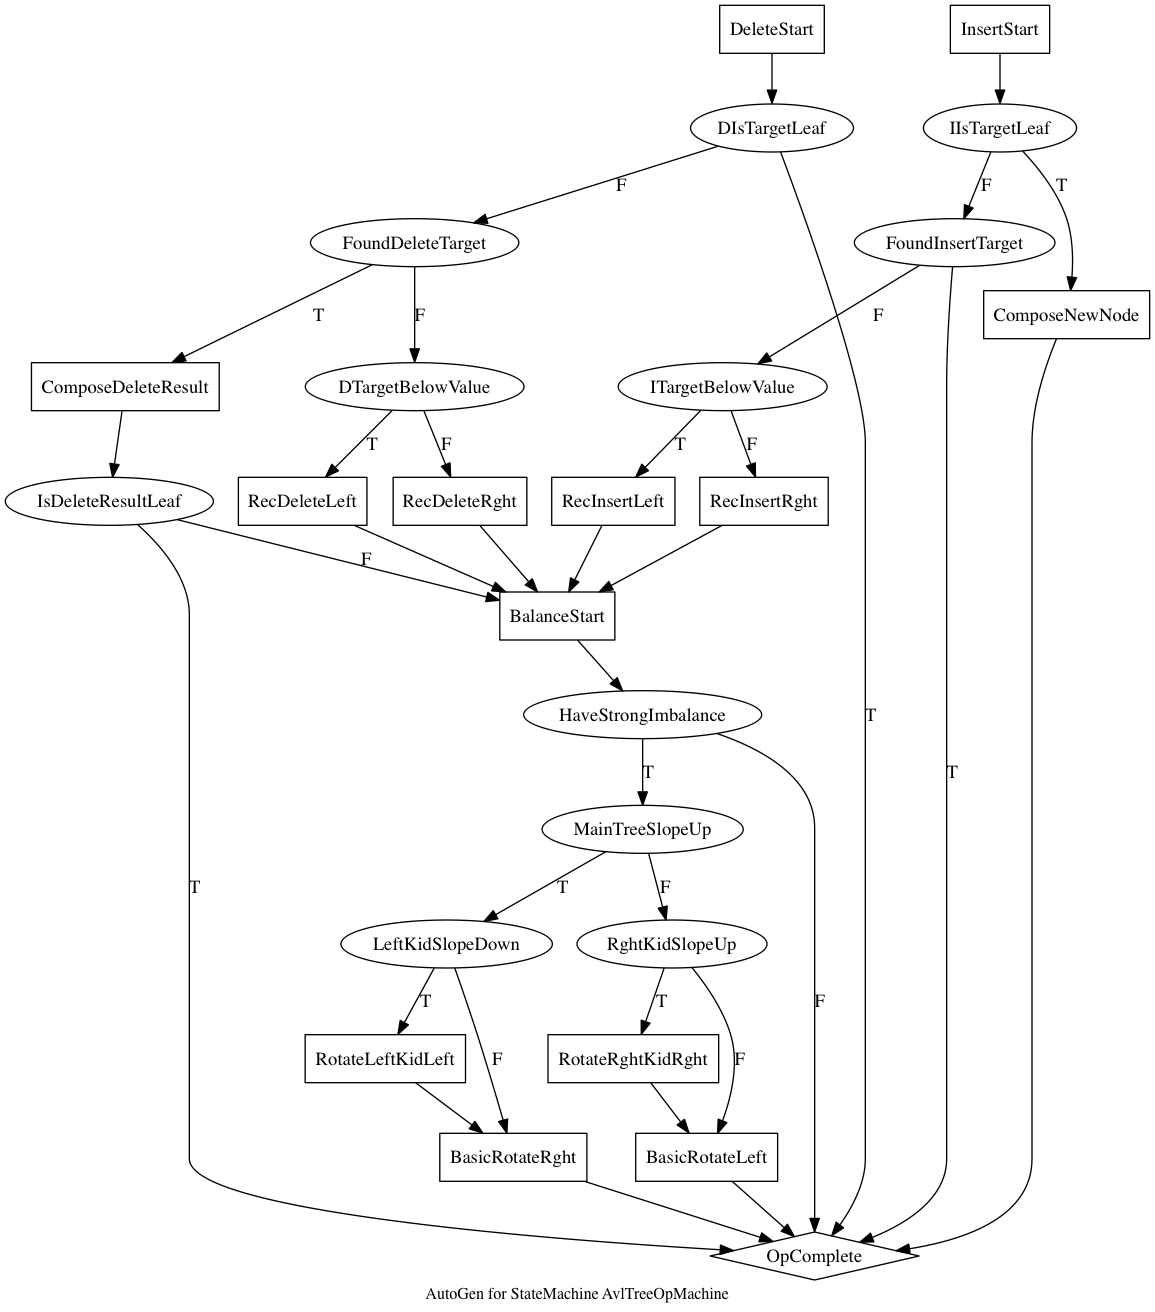 DeleteStart
InsertStart
DIsTargetLeaf
IIsTargetLeaf
F
F
T
FoundDeleteTarget
FoundInsertTarget
T
F
F
ComposeNewNode
ComposeDeleteResult
DTargetBelowValue
ITargetBelowValue
T
F
T
F
IsDeleteResultLeaf
RecDeleteLeft
RecDeleteRght
RecInsertLeft
RecInsertRght
F
BalanceStart
HaveStrongImbalance
T
T
T
MainTreeSlopeUp
T
T
F
LeftKidSlopeDown
RghtKidSlopeUp
T
T
F
RotateLeftKidLeft
F
RotateRghtKidRght
F
BasicRotateRght
BasicRotateLeft
OpComplete
AutoGen for StateMachine AvlTreeOpMachine